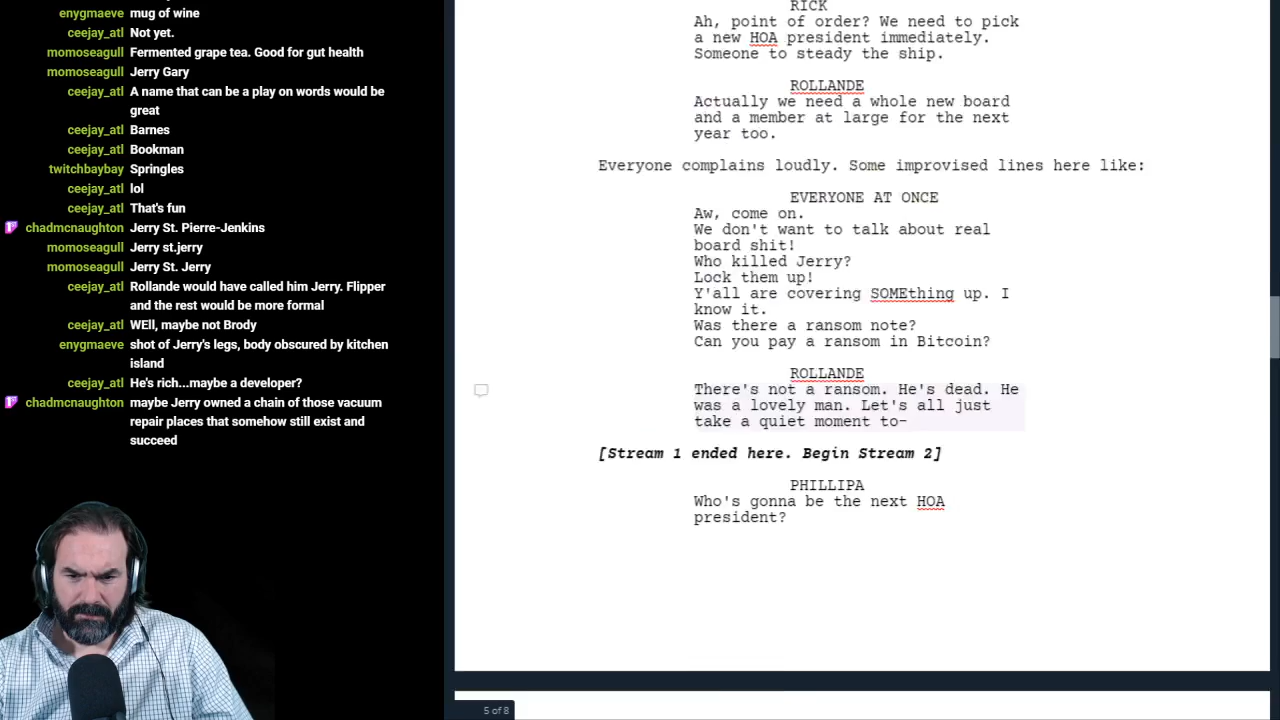 enygmaeve mug of wine
ceejay_atl Not yet.
momoseagull Fermented grape tea. Good for gut health
momoseagull Jerry Gary
ceejay_atl A name that can be a play on words would be
great
ceejay_atl Barnes
ceejay_atl Bookman
twitchbaybay Springles
ceejay_atl lol
ceejay_atl That's fun
chadmcnaughton Jerry St. Pierre-Jenkins
momoseagull Jerry st.jerry
momoseagull Jerry St. Jerry
ceejay_atl Rollande would have called him Jerry. Flipper
and the rest would be more formal
ceejay_atl WEll, maybe not Brody
enygmaeve shot of Jerry's legs, body obscured by kitchen
island
ceejay_atl He's rich...maybe a developer?
chadmcnaughton maybe Jerry owned a chain of those vacuum
repair places that somehow still exist and
succeed
RICK
Ah, point of order? We need to pick
a new HOA president immediately.
Someone to steady the ship.
ROLLANDE
Actually we need a whole new board
and a member at large for the next
year too.
Everyone complains loudly. Some improvised lines here like:
EVERYONE AT ONCE
Aw, come on.
We don't want to talk about real
board shit!
Who killed Jerry?
Lock them up!
Y'all are covering SOMEthing up. I
know it.
Was there a ransom note?
Can you pay a ransom in Bitcoin?
ROLLANDE
There's not a ransom. He's dead. He
was a lovely man. Let's all just
take a quiet moment to-
[Stream 1 ended here. Begin Stream 2]
PHILLIPA
Who's gonna be the next HOA
president?
5 of 8